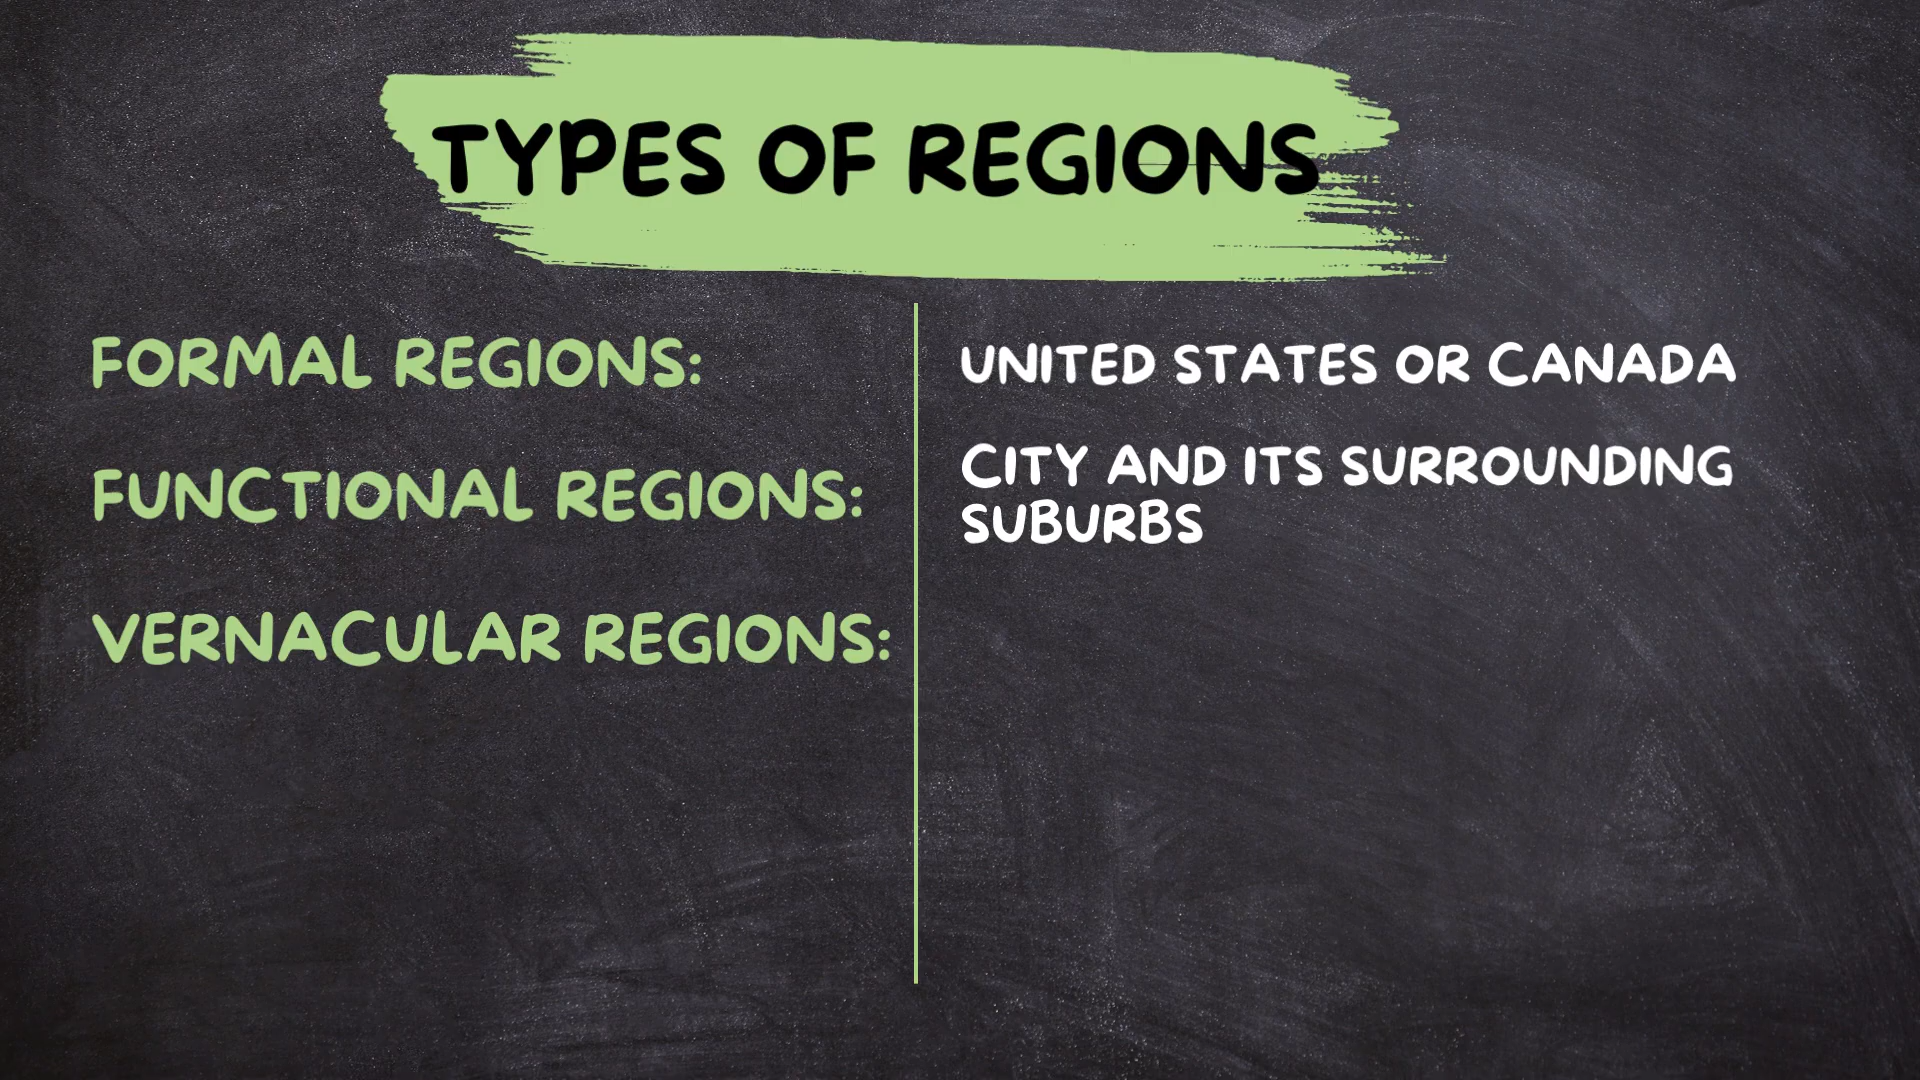 TYPES OF REGIONS
FORMAL REGIONS:
UNITED STATES OR CANADA
FUNCTIONAL REGIONS:
CITY AND ITS SURROUNDING
SUBURBS
VERNACULAR REGIONS: